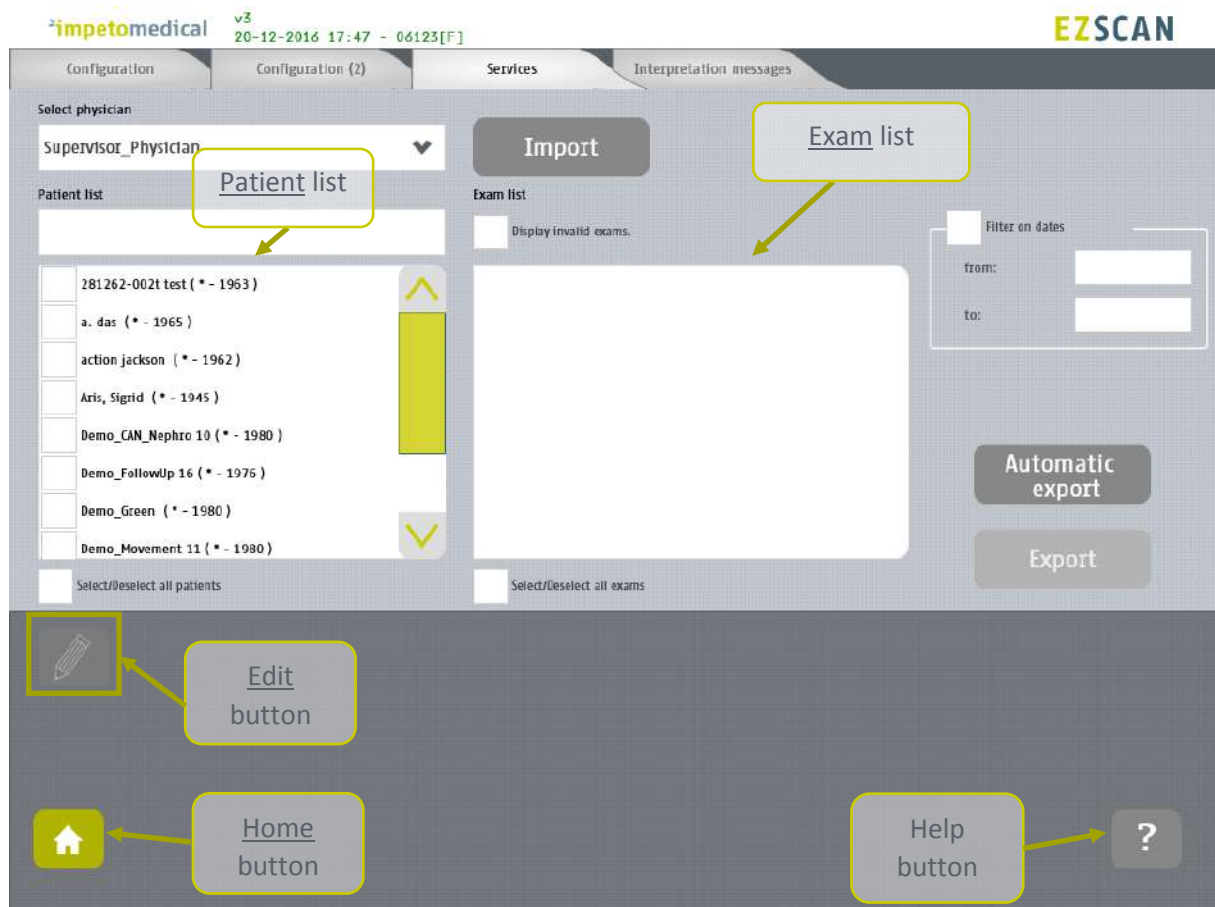 impetomedical
v3
20-12-2016 17:47 - 06123[F]
EZSCAN
Configuration
Configuration (2)
Services
Interpretation messages
Select physician
Supervisor_Physician
Import
Exam list
Patient list
Patient list
Exam list
Display invalid exams.
Filter on dates
from:
to:
281262-002t test ( * - 1963 )
a. das ( * - 1965 )
action jackson ( * - 1962 )
Aris, Sigrid ( * - 1945 )
Demo_CAN_Nephro 10 ( * - 1980 )
Demo_FollowUp 16 ( * - 1976 )
Demo_Green ( * - 1980 )
Demo_Movement 11 ( * - 1980 )
Automatic
export
Export
Select/Deselect all patients
Select/Deselect all exams
Edit
button
Home
button
Help
button
?